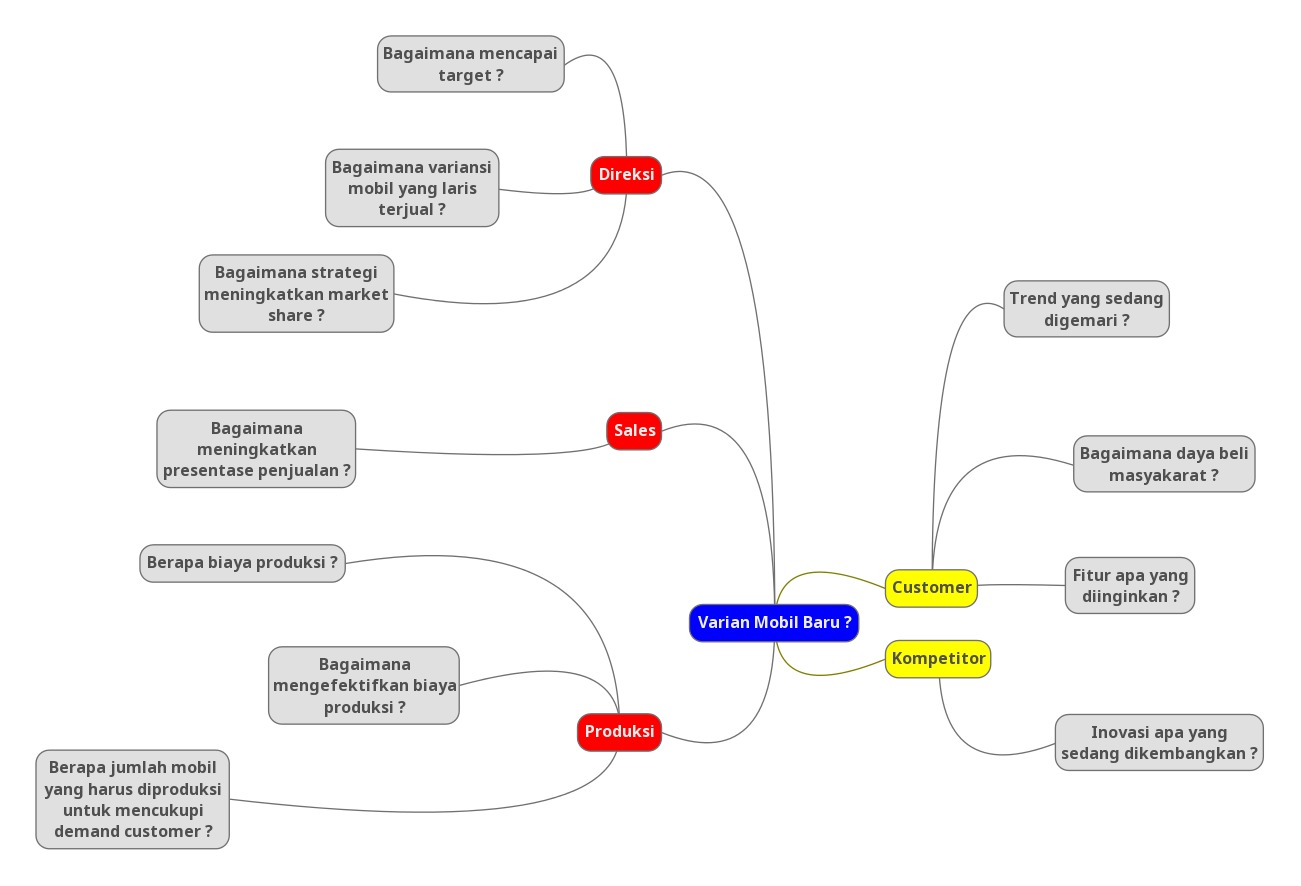 Bagaimana mencapai
target ?
Direksi
Bagaimana variansi
mobil yang laris
terjual ?
Bagaimana strategi
meningkatkan market
share ?
Sales
Bagaimana
meningkatkan
presentase penjualan ?
Berapa biaya produksi ?
Bagaimana
mengefektifkan biaya
produksi ?
Produksi
Berapa jumlah mobil
yang harus diproduksi
untuk mencukupi
demand customer ?
Varian Mobil Baru ?
Trend yang sedang
digemari ?
Bagaimana daya beli
masyakarat ?
Customer
Fitur apa yang
diinginkan ?
Kompetitor
Inovasi apa yang
sedang dikembangkan ?